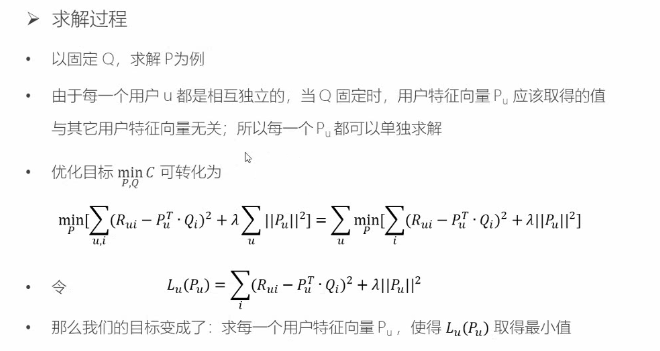 ➢ 求解过程
• 以固定 Q，求解 P为例
• 由于每一个用户 u 都是相互独立的，当 Q 固定时，用户特征向量 Pᵤ 应该取得的值
与其它用户特征向量无关；所以每一个 Pᵤ 都可以单独求解
• 优化目标 $\min_{P,Q} C$ 可转化为
$\min_{P}[\sum_{u,i}(R_{ui} - P_u^T \cdot Q_i)^2 + \lambda \sum_{u} ||P_u||^2] = \sum_{u} \min_{P}[\sum_{i}(R_{ui} - P_u^T \cdot Q_i)^2 + \lambda ||P_u||^2]$
• 令 $L_u(P_u) = \sum_{i}(R_{ui} - P_u^T \cdot Q_i)^2 + \lambda ||P_u||^2$
• 那么我们的目标变成了：求每一个用户特征向量 Pᵤ ，使得 $L_u(P_u)$ 取得最小值